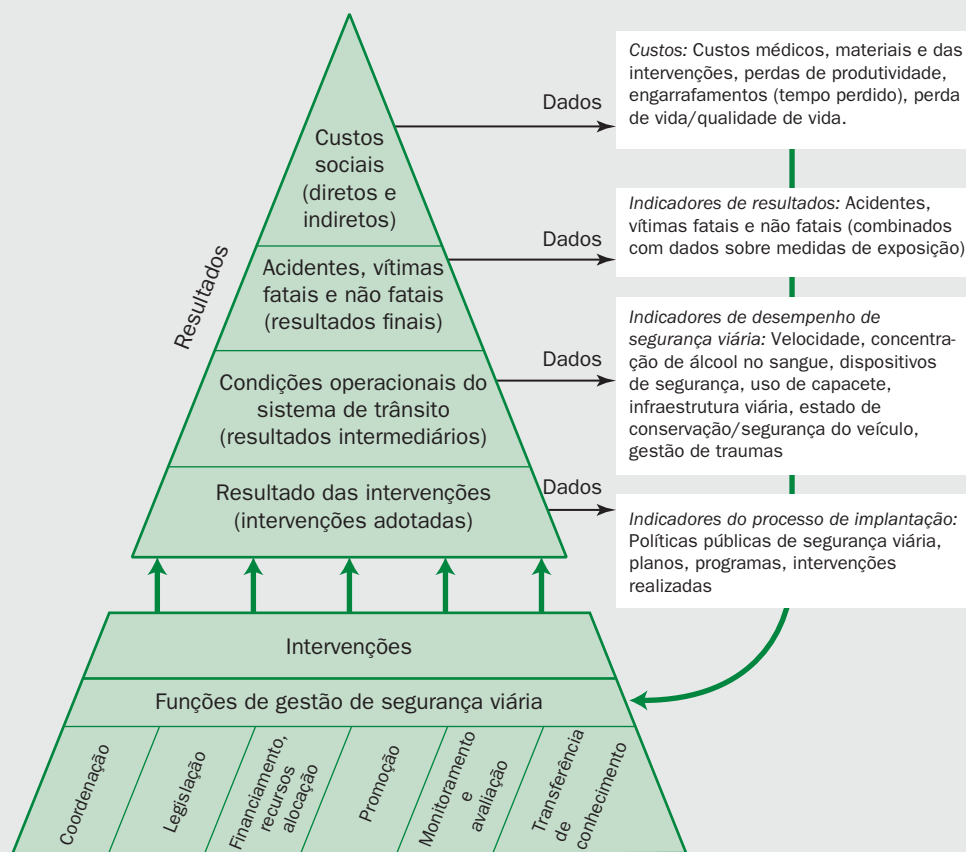 Custos: Custos médicos, materiais e das
intervenções, perdas de produtividade,
engarrafamentos (tempo perdido), perda
de vida/qualidade de vida.
Dados
Custos
sociais
(diretos e
indiretos)
Indicadores de resultados: Acidentes,
vítimas fatais e não fatais (combinados
com dados sobre medidas de exposição)
Dados
Resultados
Acidentes, vítimas
fatais e não fatais
(resultados finais)
Indicadores de desempenho de
segurança viária: Velocidade, concentra-
ção de álcool no sangue, dispositivos
de segurança, uso de capacete,
infraestrutura viária, estado de
conservação/segurança do veículo,
gestão de traumas
Dados
Condições operacionais do
sistema de trânsito
(resultados intermediários)
Dados
Resultado das intervenções
(intervenções adotadas)
Indicadores do processo de implantação:
Políticas públicas de segurança viária,
planos, programas, intervenções
realizadas
Intervenções
Funções de gestão de segurança viária
Coordenação
Legislação
Financiamento,
recursos
alocação
Promoção
Monitoramento
e
avaliação
Transferência
de
conhecimento